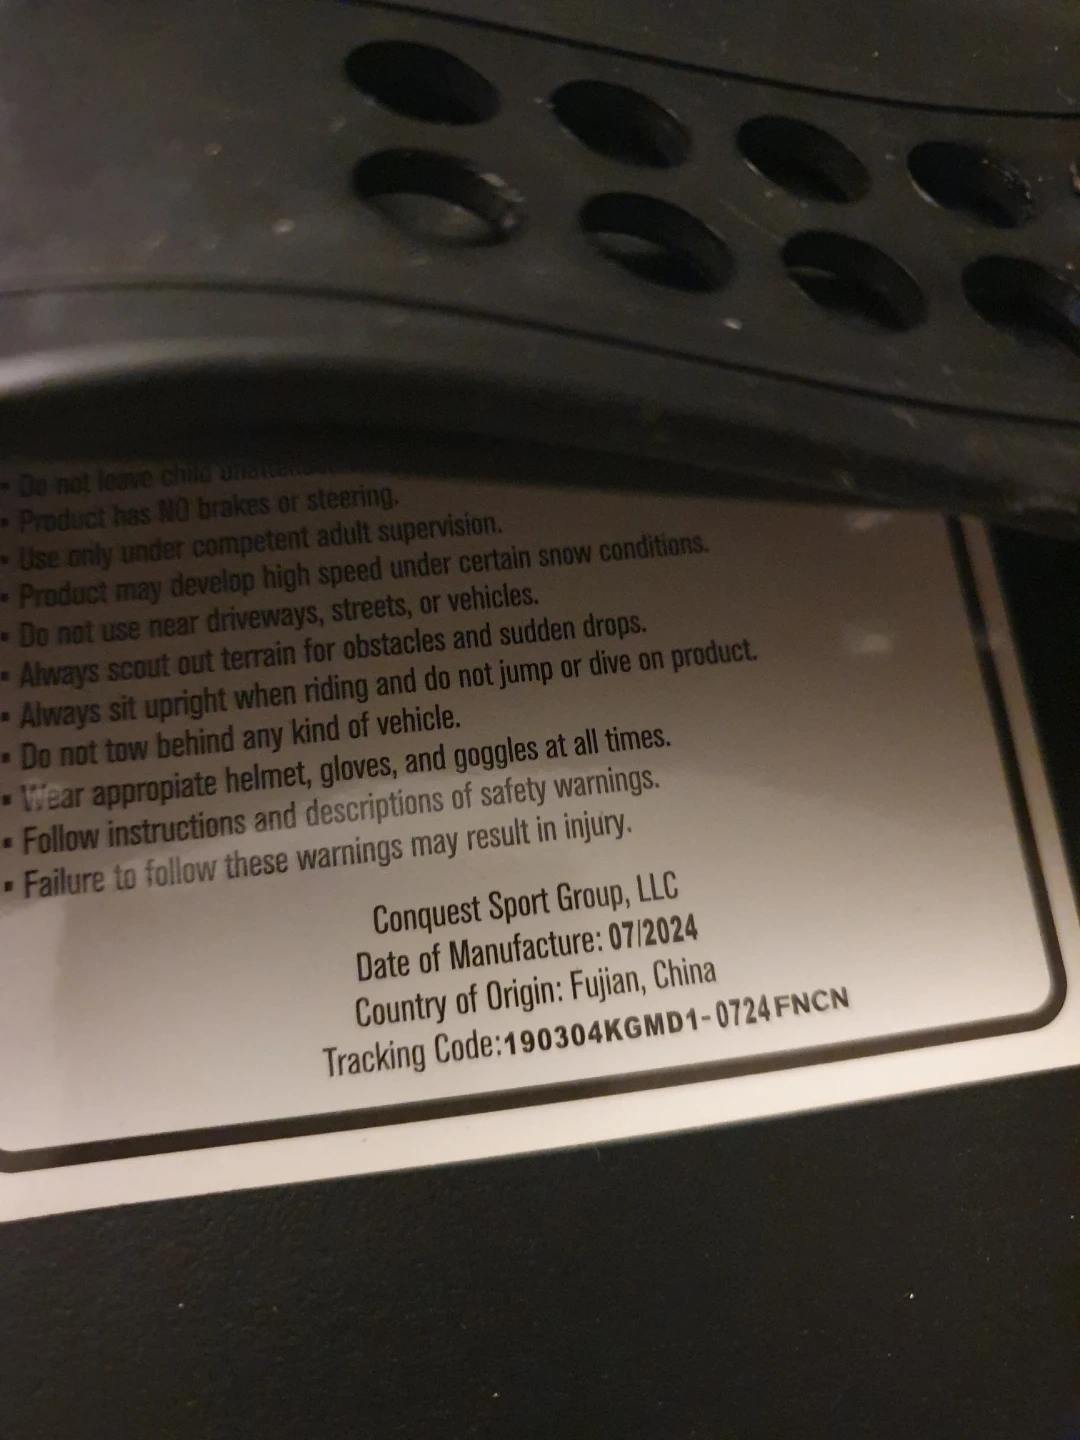 ▪ Do not leave child
▪ Product has NO brakes or steering.
▪ Use only under competent adult supervision.
▪ Product may develop high speed under certain snow conditions.
▪ Do not use near driveways, streets, or vehicles.
▪ Always scout out terrain for obstacles and sudden drops.
▪ Always sit upright when riding and do not jump or dive on product.
▪ Do not tow behind any kind of vehicle.
▪ Wear appropiate helmet, gloves, and goggles at all times.
▪ Follow instructions and descriptions of safety warnings.
▪ Failure to follow these warnings may result in injury.
Conquest Sport Group, LLC
Date of Manufacture: 07/2024
Country of Origin: Fujian, China
Tracking Code:190304KGMD1-0724FNCN